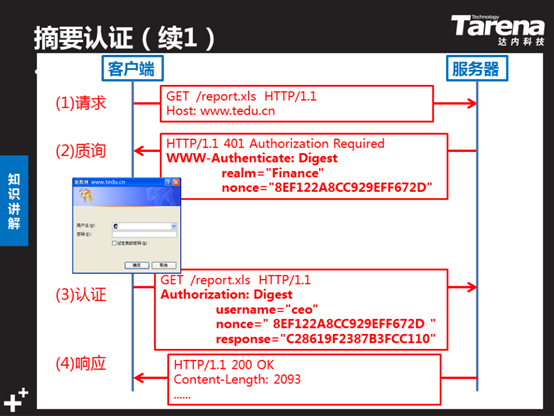 摘要认证（续1）
Technology
Tarena
达内科技
客户端
服务器
(1)请求
GET /report.xls HTTP/1.1
Host: www.tedu.cn
(2)质询
HTTP/1.1 401 Authorization Required
WWW-Authenticate: Digest
realm="Finance"
nonce="8EF122A8CC929EFF672D"
知识讲解
连接到 www.tedu.cn
用户名(U):
密码(P):
记住我的密码(R)
确定
取消
(3)认证
GET /report.xls HTTP/1.1
Authorization: Digest
username="ceo"
nonce=" 8EF122A8CC929EFF672D "
response="C28619F2387B3FCC110"
(4)响应
HTTP/1.1 200 OK
Content-Length: 2093
......